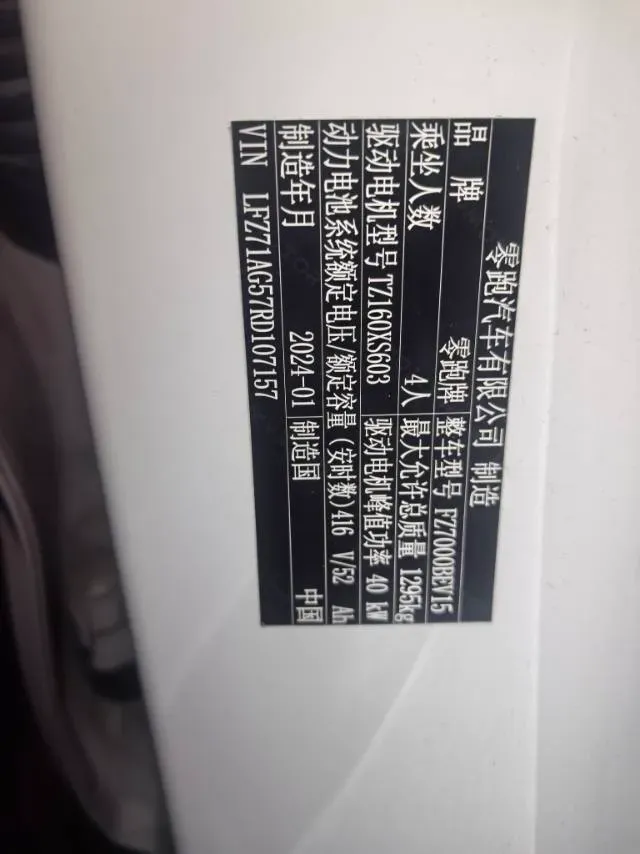 零跑汽车有限公司 制造
品牌 零跑牌 整车型号 FZ7000BEV15
乘坐人数 4人 最大允许总质量 1295kg
驱动电机型号 TZ160XS603 驱动电机峰值功率 40 kW
动力电池系统额定电压/额定容量(安时数)416 V/52 Ah
制造年月 2024-01 制造国 中国
VIN LFZ71AG57RD107157